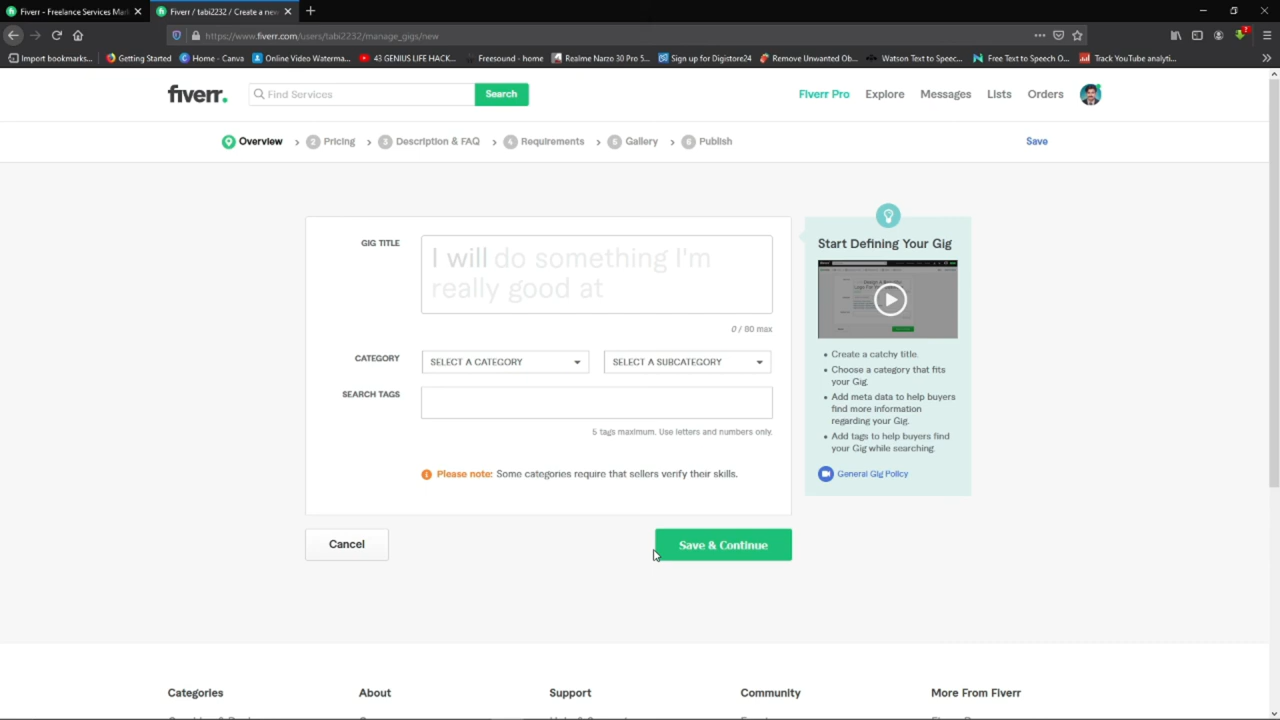 Fiverr - Freelance Services Mar
Fiverr / tabi2232 / Create a new
https://www.fiverr.com/users/tabi2232/manage_gigs/new
Import bookmarks... Getting Started Home - Canva Online Video Waterma... 43 GENIUS LIFE HACK... Freesound - home Realme Narzo 30 Pro 5... Sign up for Digistore24 Remove Unwanted Ob... Watson Text to Speec... Free Text to Speech O... Track YouTube analyti...
fiverr. Find Services Search Fiverr Pro Explore Messages Lists Orders
Overview 2 Pricing 3 Description & FAQ 4 Requirements 5 Gallery 6 Publish Save
GIG TITLE
I will do something I'm
really good at
0 / 80 max
CATEGORY SELECT A CATEGORY SELECT A SUBCATEGORY
SEARCH TAGS
5 tags maximum. Use letters and numbers only.
Please note: Some categories require that sellers verify their skills.
Cancel Save & Continue
Start Defining Your Gig
• Create a catchy title.
• Choose a category that fits
your Gig.
• Add meta data to help buyers
find more information
regarding your Gig.
• Add tags to help buyers find
your Gig while searching.
General Gig Policy
Categories About Support Community More From Fiverr